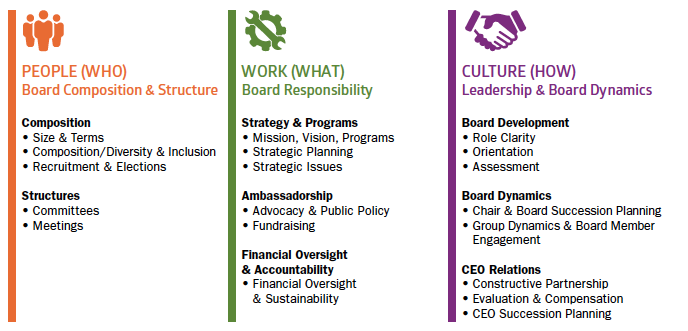 PEOPLE (WHO)
Board Composition & Structure
Composition
• Size & Terms
• Composition/Diversity & Inclusion
• Recruitment & Elections
Structures
• Committees
• Meetings
WORK (WHAT)
Board Responsibility
Strategy & Programs
• Mission, Vision, Programs
• Strategic Planning
• Strategic Issues
Ambassadorship
• Advocacy & Public Policy
• Fundraising
Financial Oversight
& Accountability
• Financial Oversight
& Sustainability
CULTURE (HOW)
Leadership & Board Dynamics
Board Development
• Role Clarity
• Orientation
• Assessment
Board Dynamics
• Chair & Board Succession Planning
• Group Dynamics & Board Member
Engagement
CEO Relations
• Constructive Partnership
• Evaluation & Compensation
• CEO Succession Planning